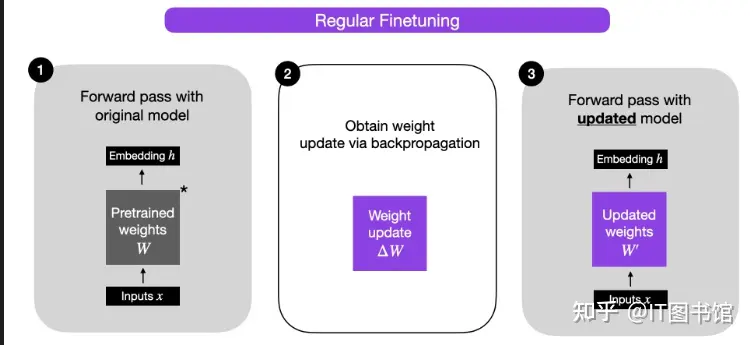 Regular Finetuning
1
Forward pass with
original model
Embedding h
*
Pretrained
weights
W
Inputs x
2
Obtain weight
update via backpropagation
Weight
update
ΔW
3
Forward pass with
updated model
Embedding h
Updated
weights
W′
Inputs x
知乎 @IT图书馆